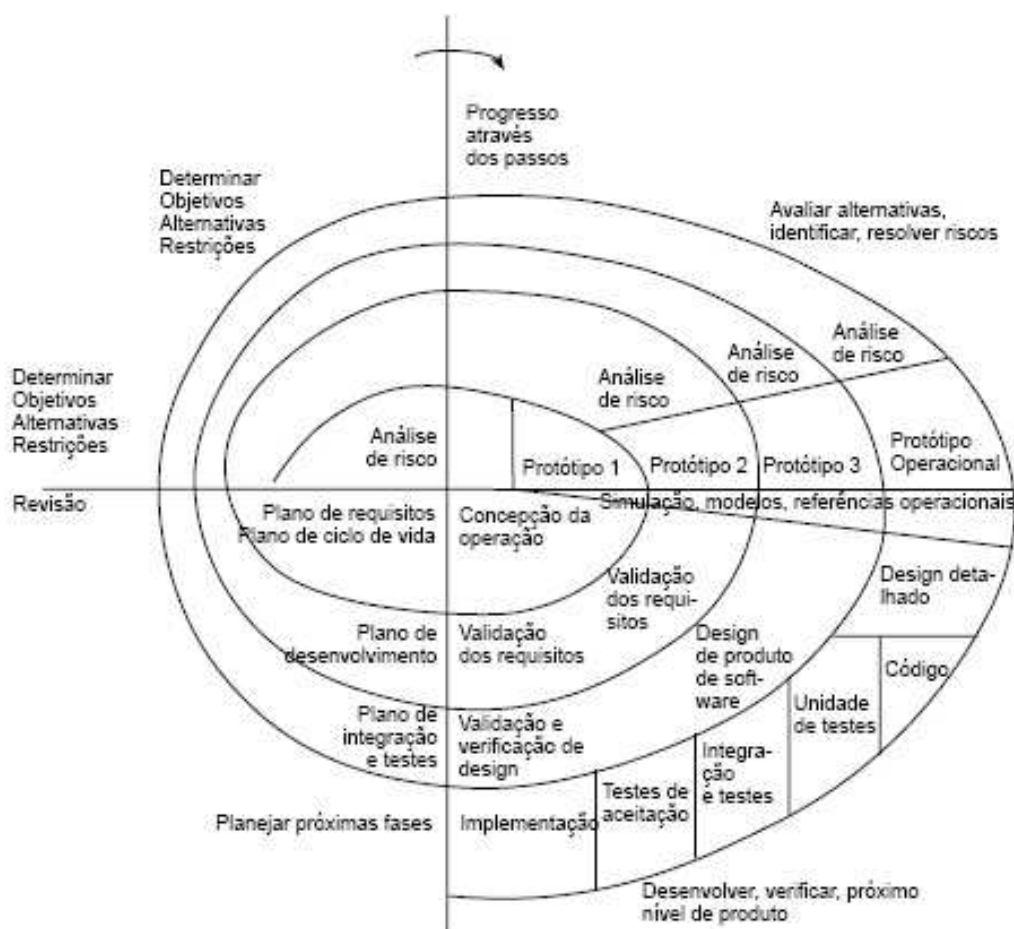 Progresso
através
dos passos
Determinar
Objetivos
Alternativas
Restrições
Avaliar alternativas,
identificar, resolver riscos
Determinar
Objetivos
Alternativas
Restrições
Análise
de risco
Análise
de risco
Análise
de risco
Análise
de risco
Protótipo 1
Protótipo 2
Protótipo 3
Protótipo
Operacional
Revisão
Simulação, modelos, referências operacionais
Plano de requisitos
Plano de ciclo de vida
Concepção da
operação
Validação
dos requi-
sitos
Design deta-
lhado
Plano de
desenvolvimento
Validação
dos requisitos
Design
de produto
de soft-
ware
Código
Unidade
de testes
Plano de
integração
e testes
Validação e
verificação de
design
Integra-
ção
e testes
Testes de
aceitação
Planejar próximas fases
Implementação
Desenvolver, verificar, próximo
nível de produto